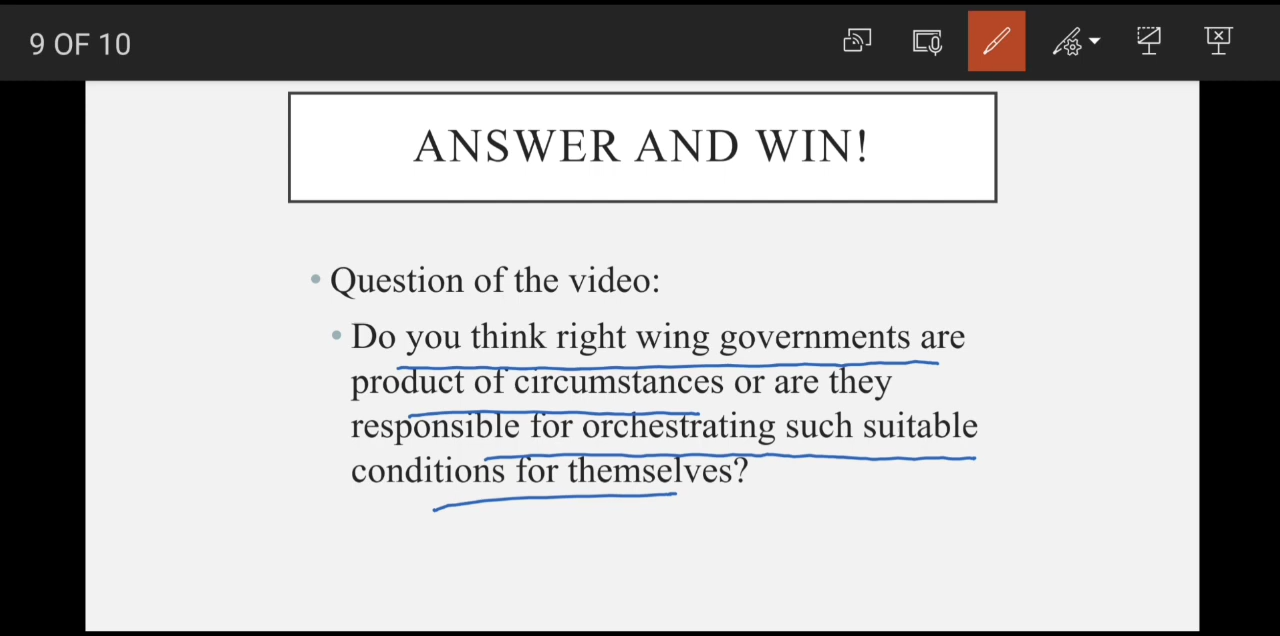 9 OF 10
ANSWER AND WIN!
• Question of the video:
• Do you think right wing governments are
product of circumstances or are they
responsible for orchestrating such suitable
conditions for themselves?